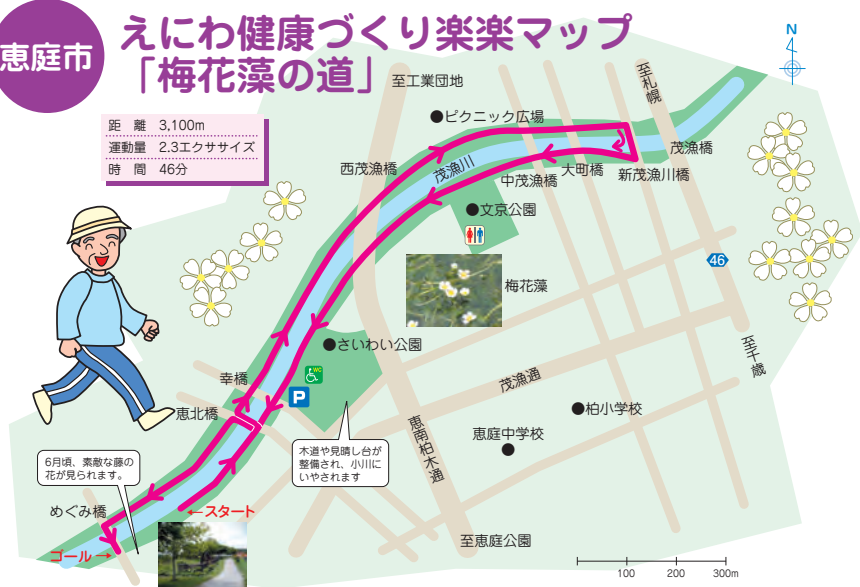 恵庭市
えにわ健康づくり楽楽マップ
「梅花藻の道」
距　離　3,100m
運動量　2.3エクササイズ
時　間　46分
N
至工業団地
至札幌
ピクニック広場
西茂漁橋
茂漁川
中茂漁橋
大町橋
新茂漁川橋
茂漁橋
文京公園
46
梅花藻
さいわい公園
至千歳
WC
P
幸橋
恵北橋
茂漁通
柏小学校
恵庭中学校
恵南柏木通
木道や見晴し台が
整備され、小川に
いやされます
6月頃、素敵な藤の
花が見られます。
めぐみ橋
←スタート
ゴール→
至恵庭公園
100 200 300m